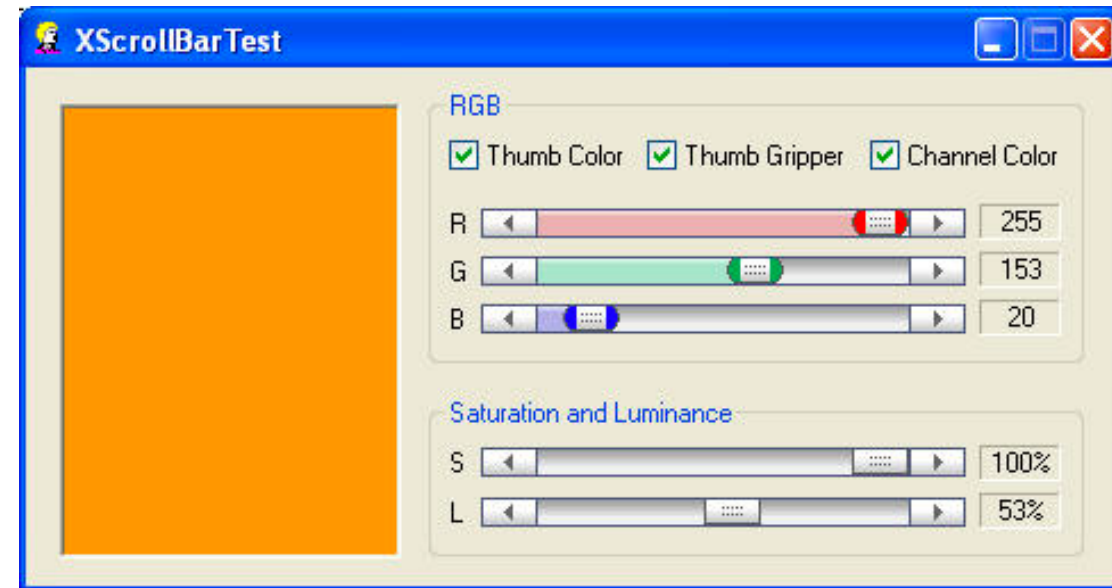 XScrollBarTest
RGB
Thumb Color Thumb Gripper Channel Color
R 255
G 153
B 20
Saturation and Luminance
S 100%
L 53%